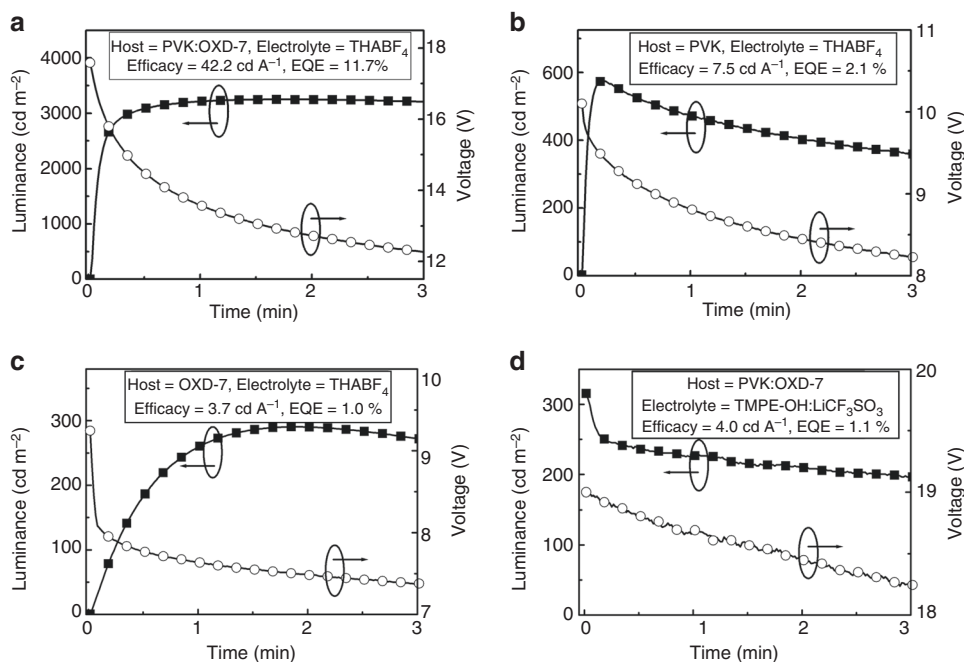 a
Host = PVK:OXD-7, Electrolyte = THABF₄
Efficacy = 42.2 cd A⁻¹, EQE = 11.7%
Luminance (cd m⁻²)
4000
3000
2000
1000
0
18
16
14
12
Voltage (V)
0 1 2 3
Time (min)
b
Host = PVK, Electrolyte = THABF₄
Efficacy = 7.5 cd A⁻¹, EQE = 2.1 %
Luminance (cd m⁻²)
600
400
200
0
11
10
9
8
Voltage (V)
0 1 2 3
Time (min)
c
Host = OXD-7, Electrolyte = THABF₄
Efficacy = 3.7 cd A⁻¹, EQE = 1.0 %
Luminance (cd m⁻²)
300
200
100
0
10
9
8
7
Voltage (V)
0 1 2 3
Time (min)
d
Host = PVK:OXD-7
Electrolyte = TMPE-OH:LiCF₃SO₃
Efficacy = 4.0 cd A⁻¹, EQE = 1.1 %
Luminance (cd m⁻²)
300
200
100
0
20
19
18
Voltage (V)
0 1 2 3
Time (min)